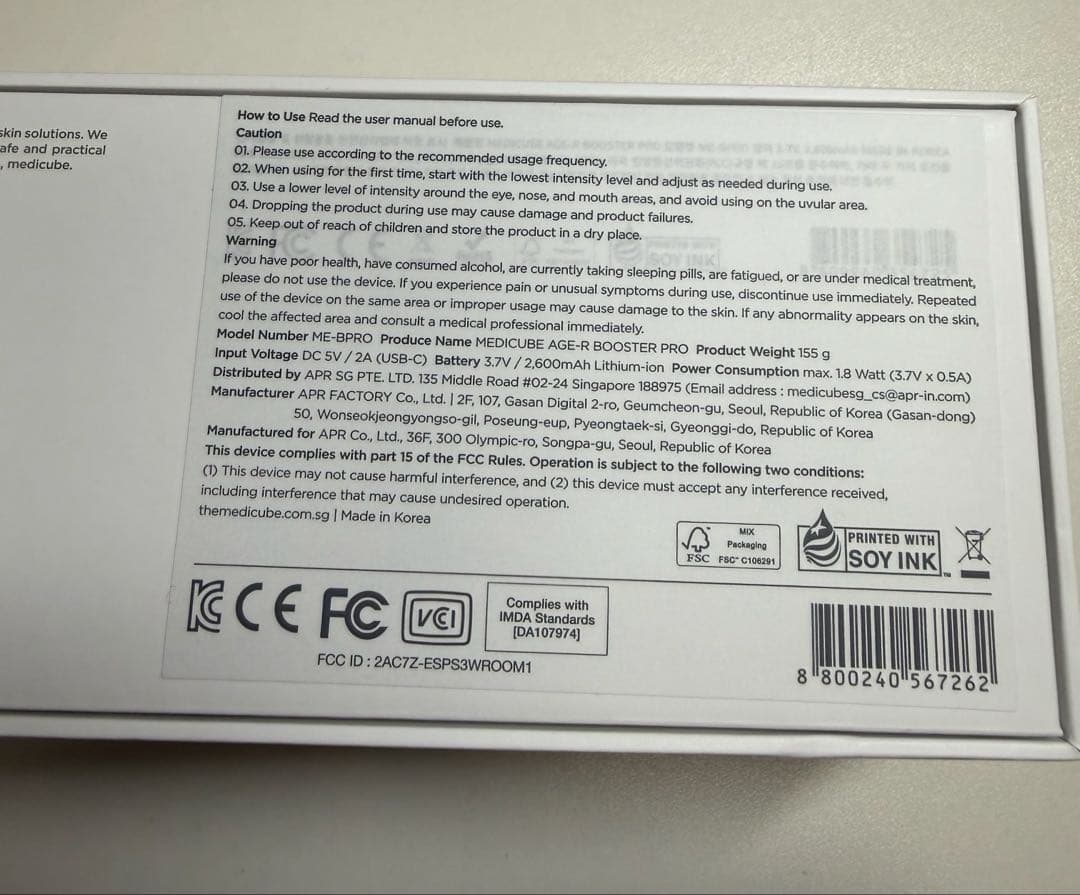 skin solutions. We
afe and practical
, medicube.
How to Use Read the user manual before use.
Caution
01. Please use according to the recommended usage frequency.
02. When using for the first time, start with the lowest intensity level and adjust as needed during use.
03. Use a lower level of intensity around the eye, nose, and mouth areas, and avoid using on the uvular area.
04. Dropping the product during use may cause damage and product failures.
05. Keep out of reach of children and store the product in a dry place.
Warning
If you have poor health, have consumed alcohol, are currently taking sleeping pills, are fatigued, or are under medical treatment,
please do not use the device. If you experience pain or unusual symptoms during use, discontinue use immediately. Repeated
use of the device on the same area or improper usage may cause damage to the skin. If any abnormality appears on the skin,
cool the affected area and consult a medical professional immediately.
Model Number ME-BPRO Produce Name MEDICUBE AGE-R BOOSTER PRO Product Weight 155 g
Input Voltage DC 5V / 2A (USB-C) Battery 3.7V / 2,600mAh Lithium-ion Power Consumption max. 1.8 Watt (3.7V x 0.5A)
Distributed by APR SG PTE. LTD. 135 Middle Road #02-24 Singapore 188975 (Email address : medicubesg_cs@apr-in.com)
Manufacturer APR FACTORY Co., Ltd. | 2F, 107, Gasan Digital 2-ro, Geumcheon-gu, Seoul, Republic of Korea (Gasan-dong)
50, Wonseokjeongyongso-gil, Poseung-eup, Pyeongtaek-si, Gyeonggi-do, Republic of Korea
Manufactured for APR Co., Ltd., 36F, 300 Olympic-ro, Songpa-gu, Seoul, Republic of Korea
This device complies with part 15 of the FCC Rules. Operation is subject to the following two conditions:
(1) This device may not cause harmful interference, and (2) this device must accept any interference received,
including interference that may cause undesired operation.
themedicube.com.sg | Made in Korea
FSC
MIX
Packaging
FSC™ C106291
PRINTED WITH
SOY INK™
KC CE FC VCI
Complies with
IMDA Standards
[DA107974]
FCC ID : 2AC7Z-ESPS3WROOM1
8 800240 567262